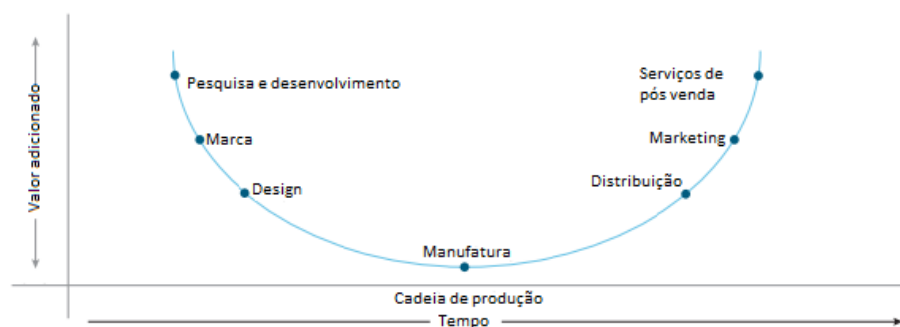 Valor adicionado
Pesquisa e desenvolvimento
Marca
Design
Manufatura
Distribuição
Marketing
Serviços de
pós venda
Cadeia de produção
Tempo